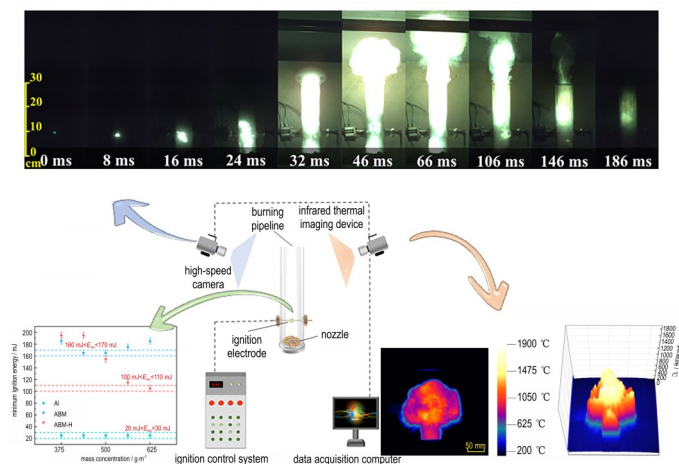 30
20
10
0
cm
0 ms
8 ms
16 ms
24 ms
32 ms
46 ms
66 ms
106 ms
146 ms
186 ms
burning
pipeline
infrared thermal
imaging device
high-speed
camera
ignition
electrode
nozzle
ignition control system
data acquisition computer
minimum ignition energy / mJ
200
180
160
140
120
100
80
60
40
20
160 mJ<Emin<170 mJ
100 mJ<Emin<110 mJ
20 mJ<Emin<30 mJ
Al
ABM
ABM-H
375
450
500
625
mass concentration / g·m⁻³
50 mm
1900 ℃
1475 ℃
1050 ℃
625 ℃
200 ℃
1800
1600
1400
1200
1000
800
600
400
200
0